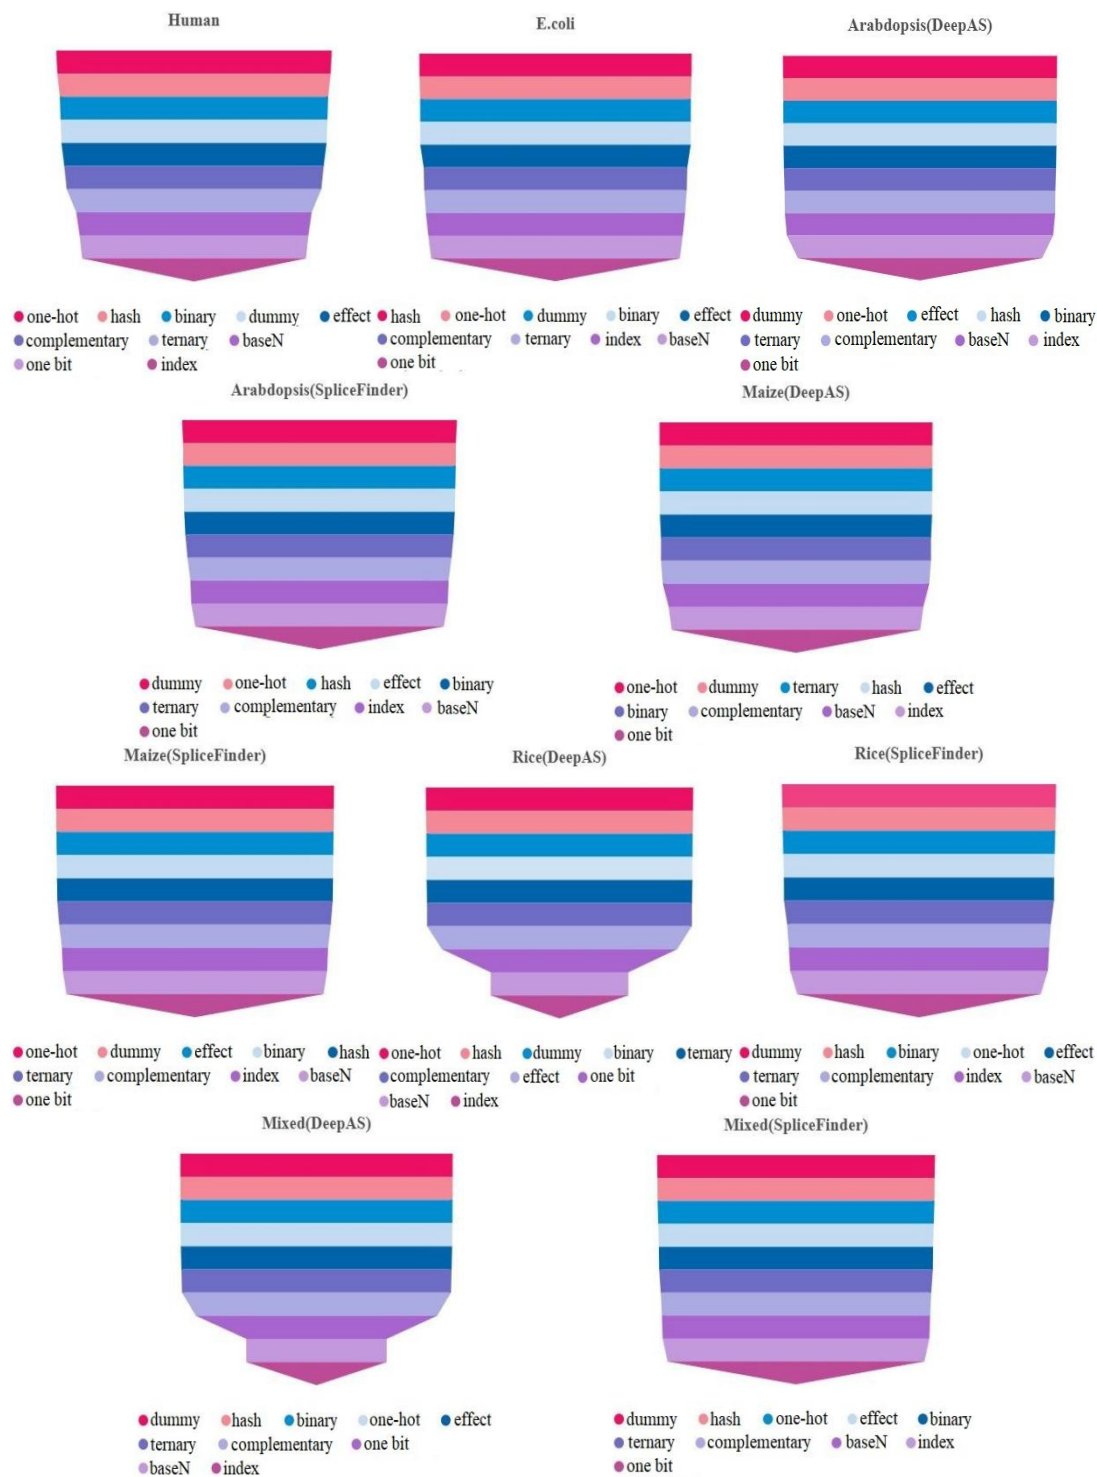 Human
E.coli
Arabdopsis(DeepAS)
one-hot hash binary dummy effect
complementary ternary baseN
one bit index
hash one-hot dummy binary effect
complementary ternary index baseN
one bit
dummy one-hot effect hash binary
ternary complementary baseN index
one bit
Arabdopsis(SpliceFinder)
Maize(DeepAS)
dummy one-hot hash effect binary
ternary complementary index baseN
one bit
one-hot dummy ternary hash effect
binary complementary baseN index
one bit
Maize(SpliceFinder)
Rice(DeepAS)
Rice(SpliceFinder)
one-hot dummy effect binary hash
ternary complementary index baseN
one bit
one-hot hash dummy binary ternary
complementary effect one bit
baseN index
dummy hash binary one-hot effect
ternary complementary index baseN
one bit
Mixed(DeepAS)
Mixed(SpliceFinder)
dummy hash binary one-hot effect
ternary complementary one bit
baseN index
dummy hash one-hot effect binary
ternary complementary baseN index
one bit